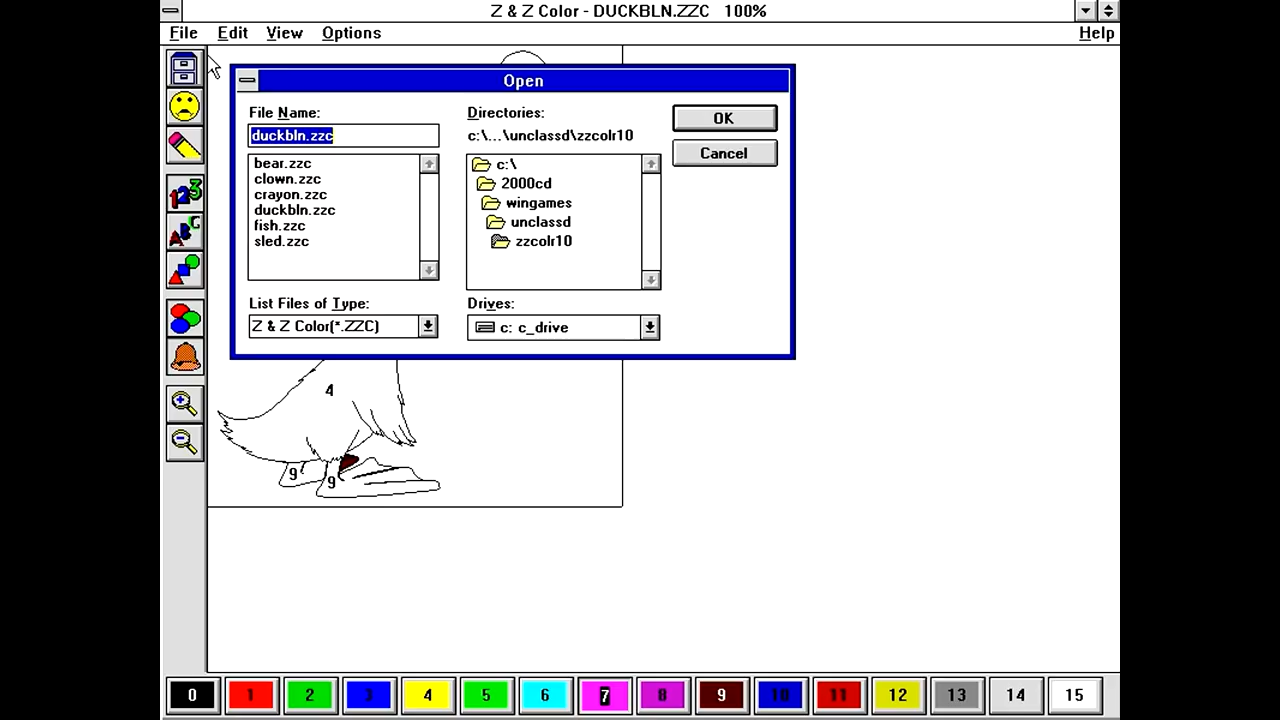 Z & Z Color - DUCKBLN.ZZC 100%
File Edit View Options Help
Open
File Name:
duckbln.zzc
bear.zzc
clown.zzc
crayon.zzc
duckbln.zzc
fish.zzc
sled.zzc
List Files of Type:
Z & Z Color(*.ZZC)
Directories:
c:\...\unclassd\zzcolr10
c:\
2000cd
wingames
unclassd
zzcolr10
Drives:
c: c_drive
OK
Cancel
1 2 3
A B C
4
9
9
0 1 2 3 4 5 6 7 8 9 10 11 12 13 14 15